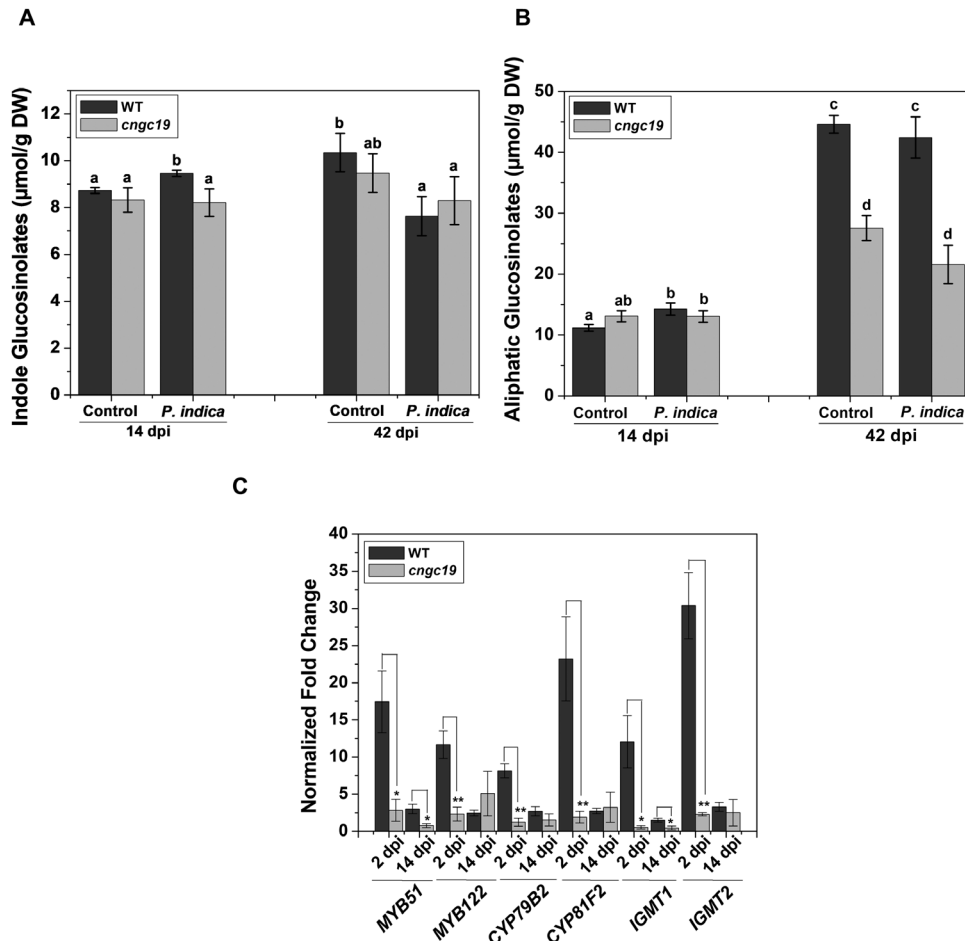 A
Indole Glucosinolates (µmol/g DW)
12
10
8
6
4
2
0
WT
cngc19
a
a
b
a
b
ab
a
a
Control
P. indica
Control
P. indica
14 dpi
42 dpi
B
Aliphatic Glucosinolates (µmol/g DW)
50
40
30
20
10
0
WT
cngc19
a
ab
b
b
c
d
c
d
Control
P. indica
Control
P. indica
14 dpi
42 dpi
C
Normalized Fold Change
40
35
30
25
20
15
10
5
0
WT
cngc19
*
*
**
**
**
*
*
**
2 dpi
14 dpi
2 dpi
14 dpi
2 dpi
14 dpi
2 dpi
14 dpi
2 dpi
14 dpi
2 dpi
14 dpi
MYB51
MYB122
CYP79B2
CYP81F2
IGMT1
IGMT2